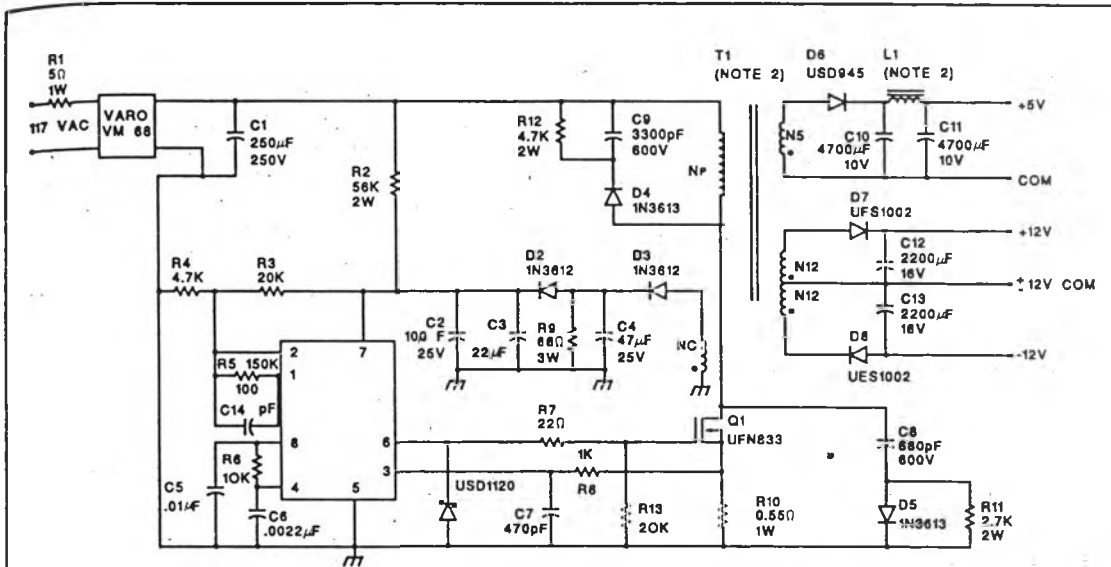 R1
5Ω
1W
117 VAC
VARO
VM 68
C1
250µF
250V
R2
56K
2W
R12
4.7K
2W
C9
3300pF
600V
D4
1N3613
NP
T1
(NOTE 2)
D6
USD945
L1
(NOTE 2)
N5
C10
4700µF
10V
C11
4700µF
10V
+5V
COM
D7
UFS1002
+12V
N12
N12
C12
2200µF
16V
± 12V COM
C13
2200µF
16V
D8
UES1002
-12V
R4
4.7K
R3
20K
D2
1N3612
D3
1N3612
C2
100 F
25V
C3
22µF
R9
68Ω
3W
C4
47µF
25V
NC
2
7
R5 150K
1
100
C14 pF
8
R6
10K
4
5
6
3
C5
.01µF
C6
.0022µF
R7
22Ω
Q1
UFN833
1K
R8
USD1120
C7
470pF
R13
20K
R10
0.55Ω
1W
C8
680pF
600V
D5
1N3613
R11
2.7K
2W